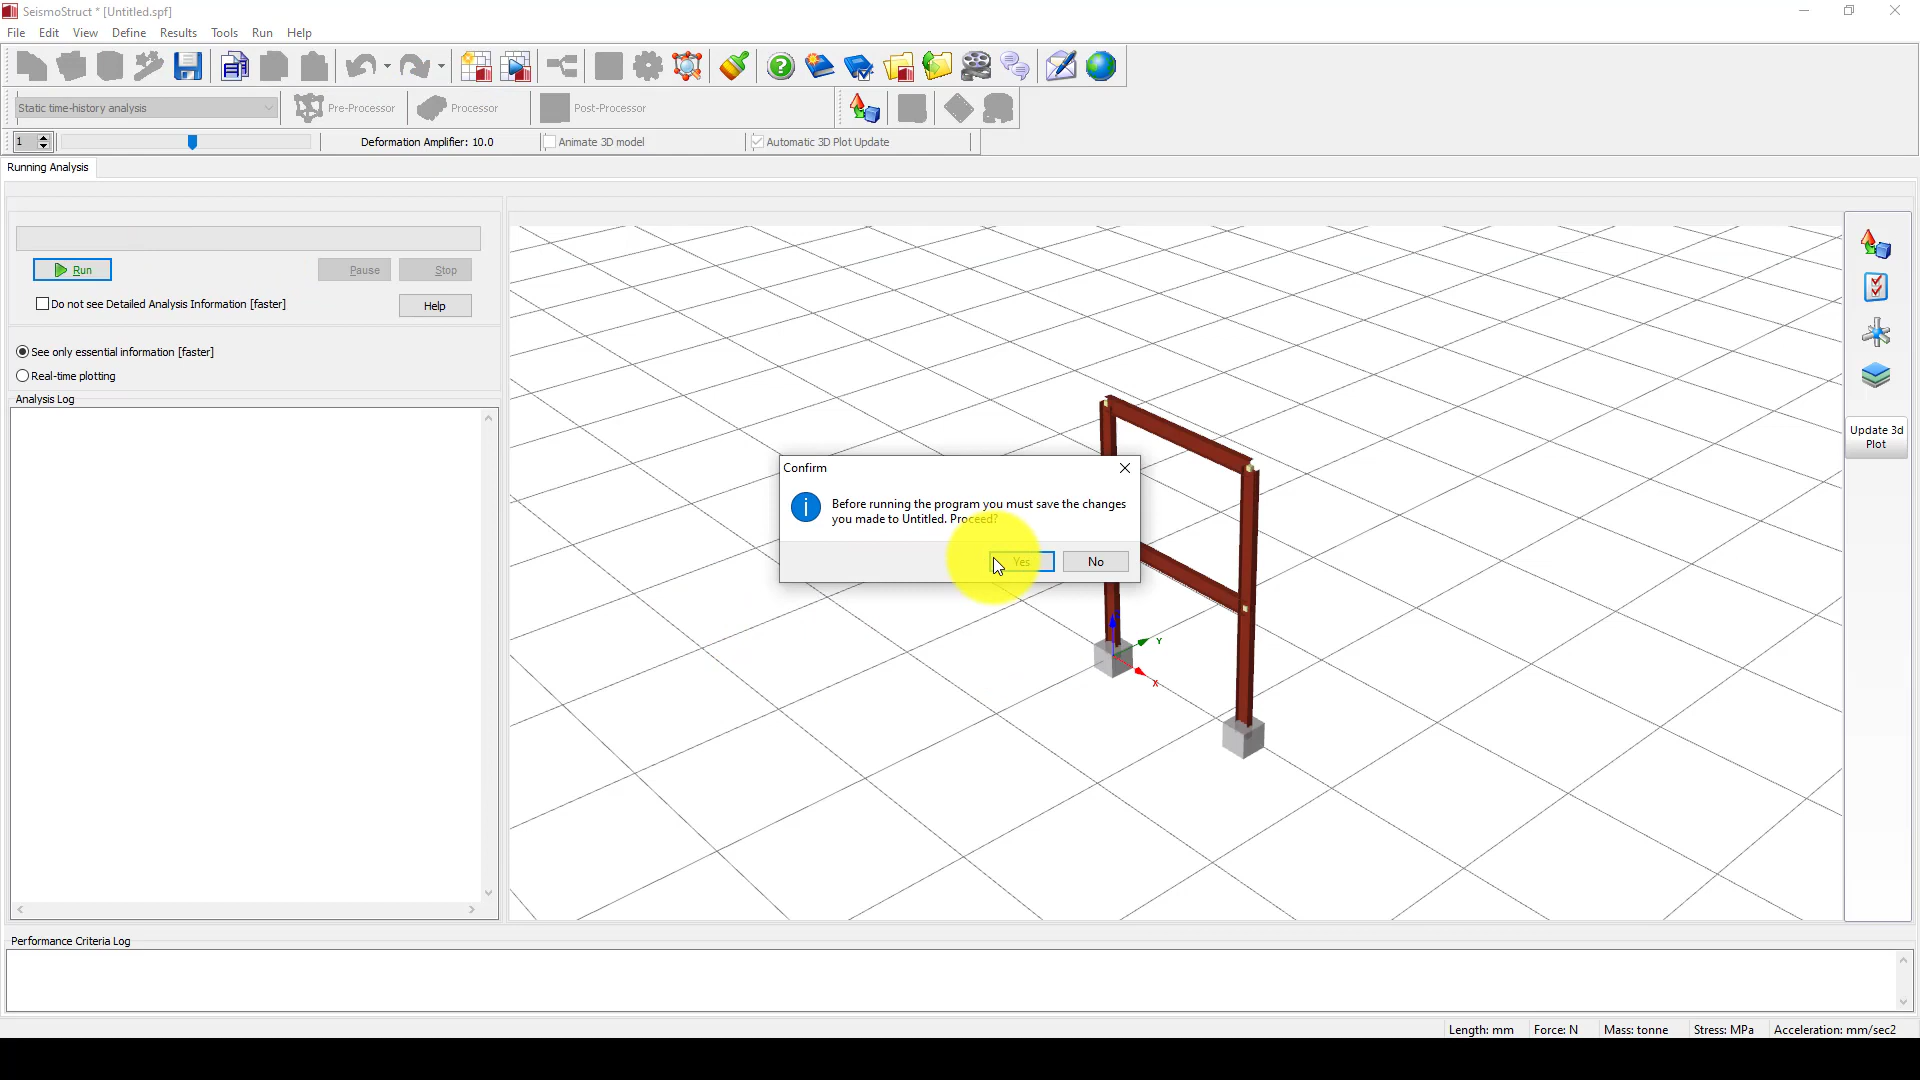 SeismoStruct * [Untitled.spf]
File Edit View Define Results Tools Run Help
Static time-history analysis
Pre-Processor
Processor
Post-Processor
1
Deformation Amplifier: 10.0
Animate 3D model
Automatic 3D Plot Update
Running Analysis
Run
Pause
Stop
Do not see Detailed Analysis Information [faster]
Help
See only essential information [faster]
Real-time plotting
Analysis Log
Confirm
Before running the program you must save the changes
you made to Untitled. Proceed?
Yes
No
Y
X
Update 3d
Plot
Performance Criteria Log
Length: mm Force: N Mass: tonne Stress: MPa Acceleration: mm/sec2